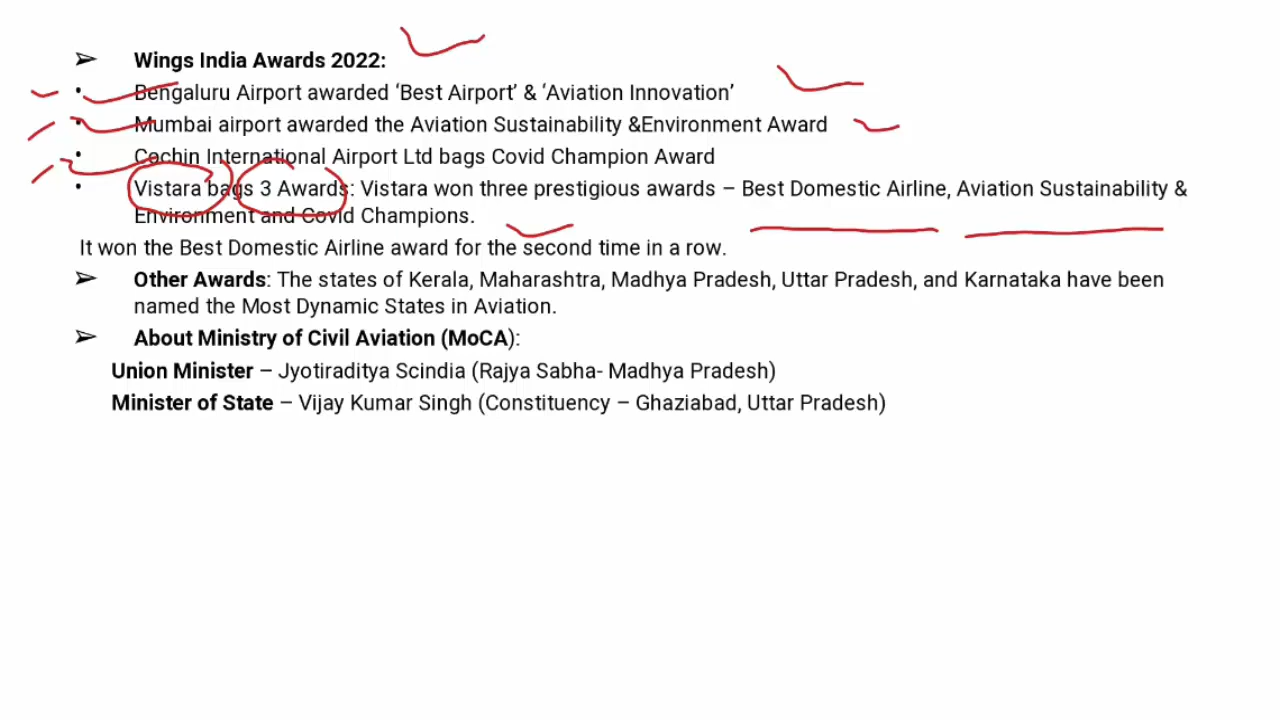 ➢ Wings India Awards 2022:
• Bengaluru Airport awarded ‘Best Airport’ & ‘Aviation Innovation’
• Mumbai airport awarded the Aviation Sustainability &Environment Award
• Cochin International Airport Ltd bags Covid Champion Award
• Vistara bags 3 Awards: Vistara won three prestigious awards – Best Domestic Airline, Aviation Sustainability &
Environment and Covid Champions.
It won the Best Domestic Airline award for the second time in a row.
➢ Other Awards: The states of Kerala, Maharashtra, Madhya Pradesh, Uttar Pradesh, and Karnataka have been
named the Most Dynamic States in Aviation.
➢ About Ministry of Civil Aviation (MoCA):
Union Minister – Jyotiraditya Scindia (Rajya Sabha- Madhya Pradesh)
Minister of State – Vijay Kumar Singh (Constituency – Ghaziabad, Uttar Pradesh)